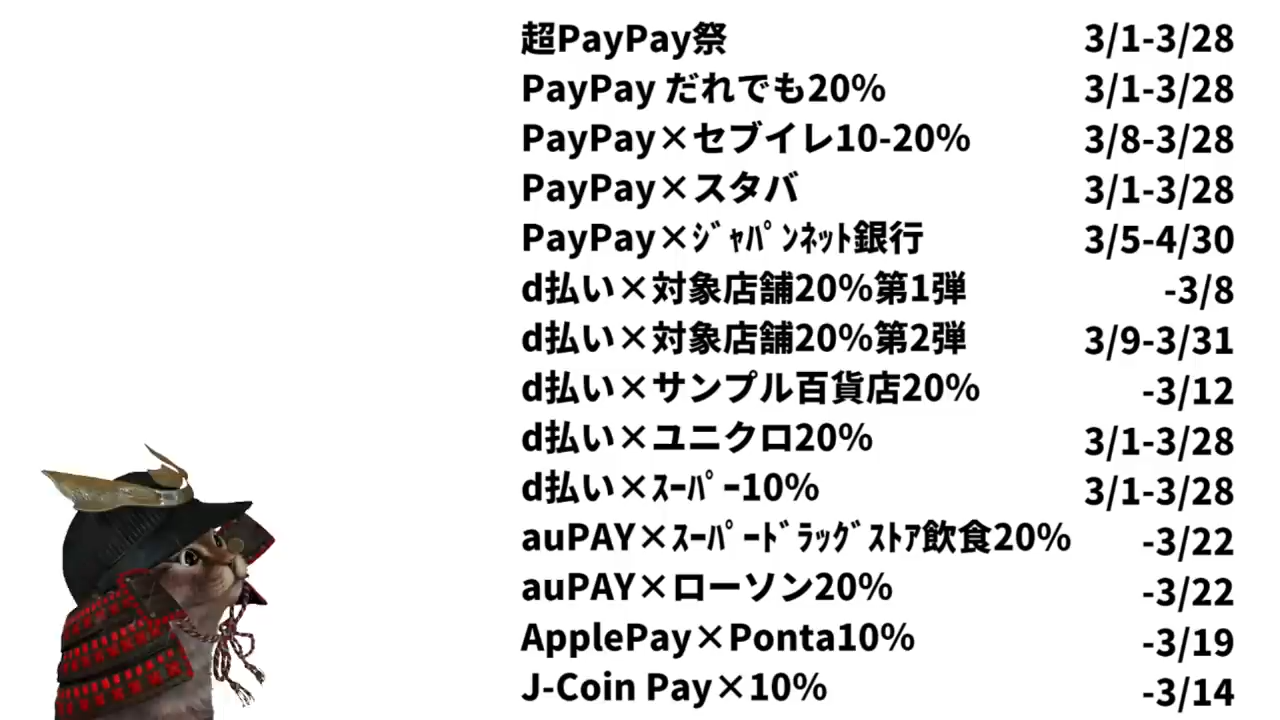 超PayPay祭 3/1-3/28
PayPay だれでも20% 3/1-3/28
PayPay×セブイレ10-20% 3/8-3/28
PayPay×スタバ 3/1-3/28
PayPay×ｼﾞｬﾊﾟﾝﾈｯﾄ銀行 3/5-4/30
d払い×対象店舗20%第1弾 -3/8
d払い×対象店舗20%第2弾 3/9-3/31
d払い×サンプル百貨店20% -3/12
d払い×ユニクロ20% 3/1-3/28
d払い×ｽｰﾊﾟｰ10% 3/1-3/28
auPAY×ｽｰﾊﾟｰﾄﾞﾗｯｸﾞｽﾄｱ飲食20% -3/22
auPAY×ローソン20% -3/22
ApplePay×Ponta10% -3/19
J-Coin Pay×10% -3/14